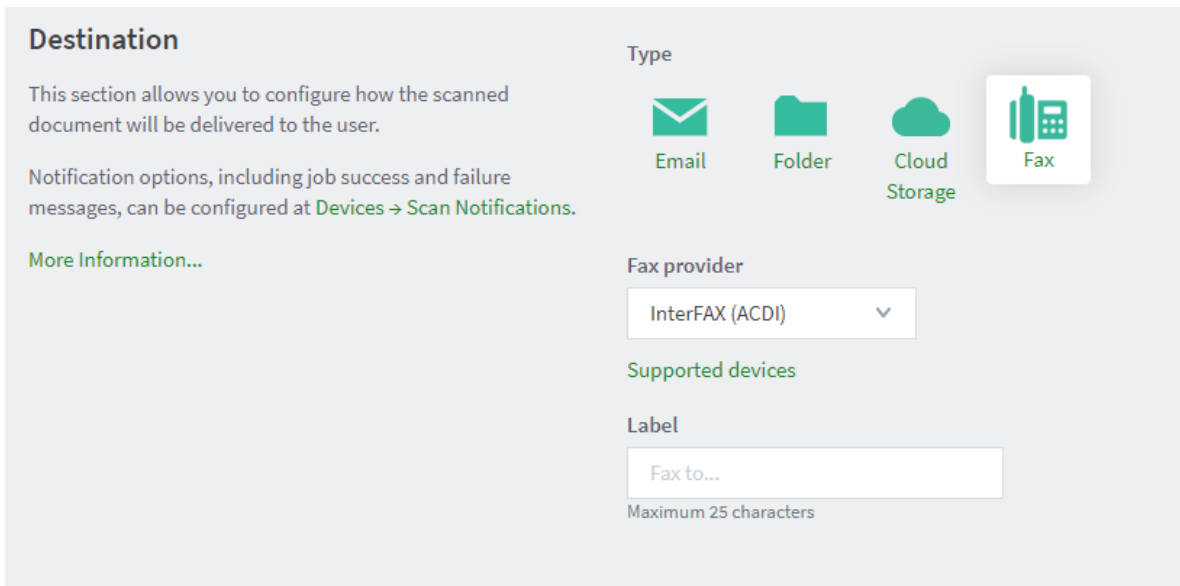 Destination
This section allows you to configure how the scanned
document will be delivered to the user.
Notification options, including job success and failure
messages, can be configured at Devices → Scan Notifications.
More Information...
Type
Email
Folder
Cloud
Storage
Fax
Fax provider
InterFAX (ACDI)
Supported devices
Label
Fax to...
Maximum 25 characters